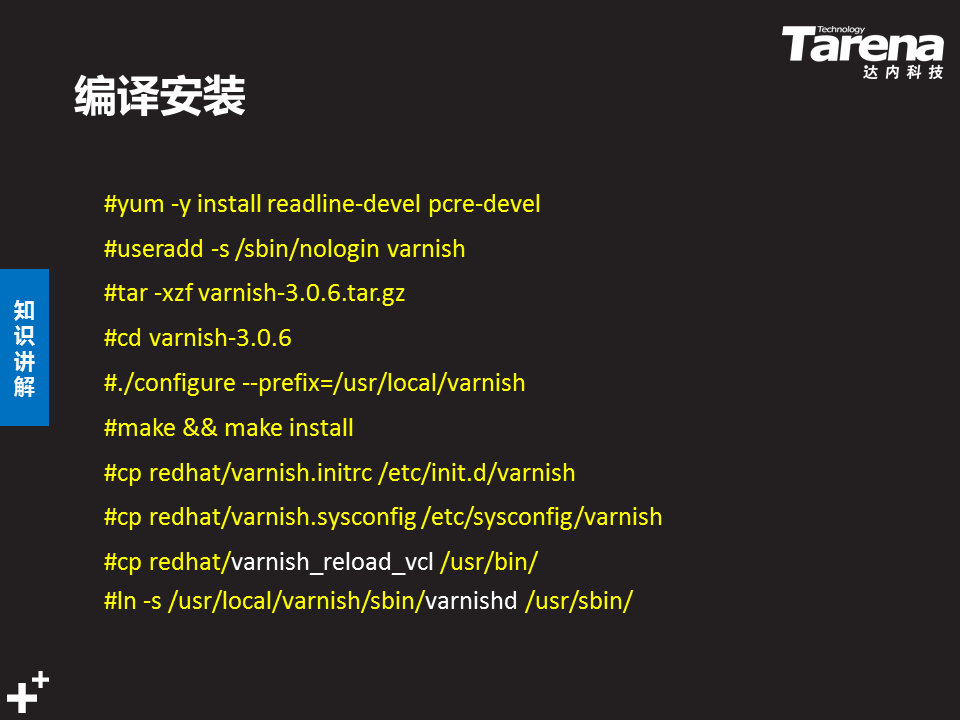 Technology
Tarena
达内科技
编译安装
#yum -y install readline-devel pcre-devel
#useradd -s /sbin/nologin varnish
#tar -xzf varnish-3.0.6.tar.gz
#cd varnish-3.0.6
#./configure --prefix=/usr/local/varnish
#make && make install
#cp redhat/varnish.initrc /etc/init.d/varnish
#cp redhat/varnish.sysconfig /etc/sysconfig/varnish
#cp redhat/varnish_reload_vcl /usr/bin/
#ln -s /usr/local/varnish/sbin/varnishd /usr/sbin/
知识讲解